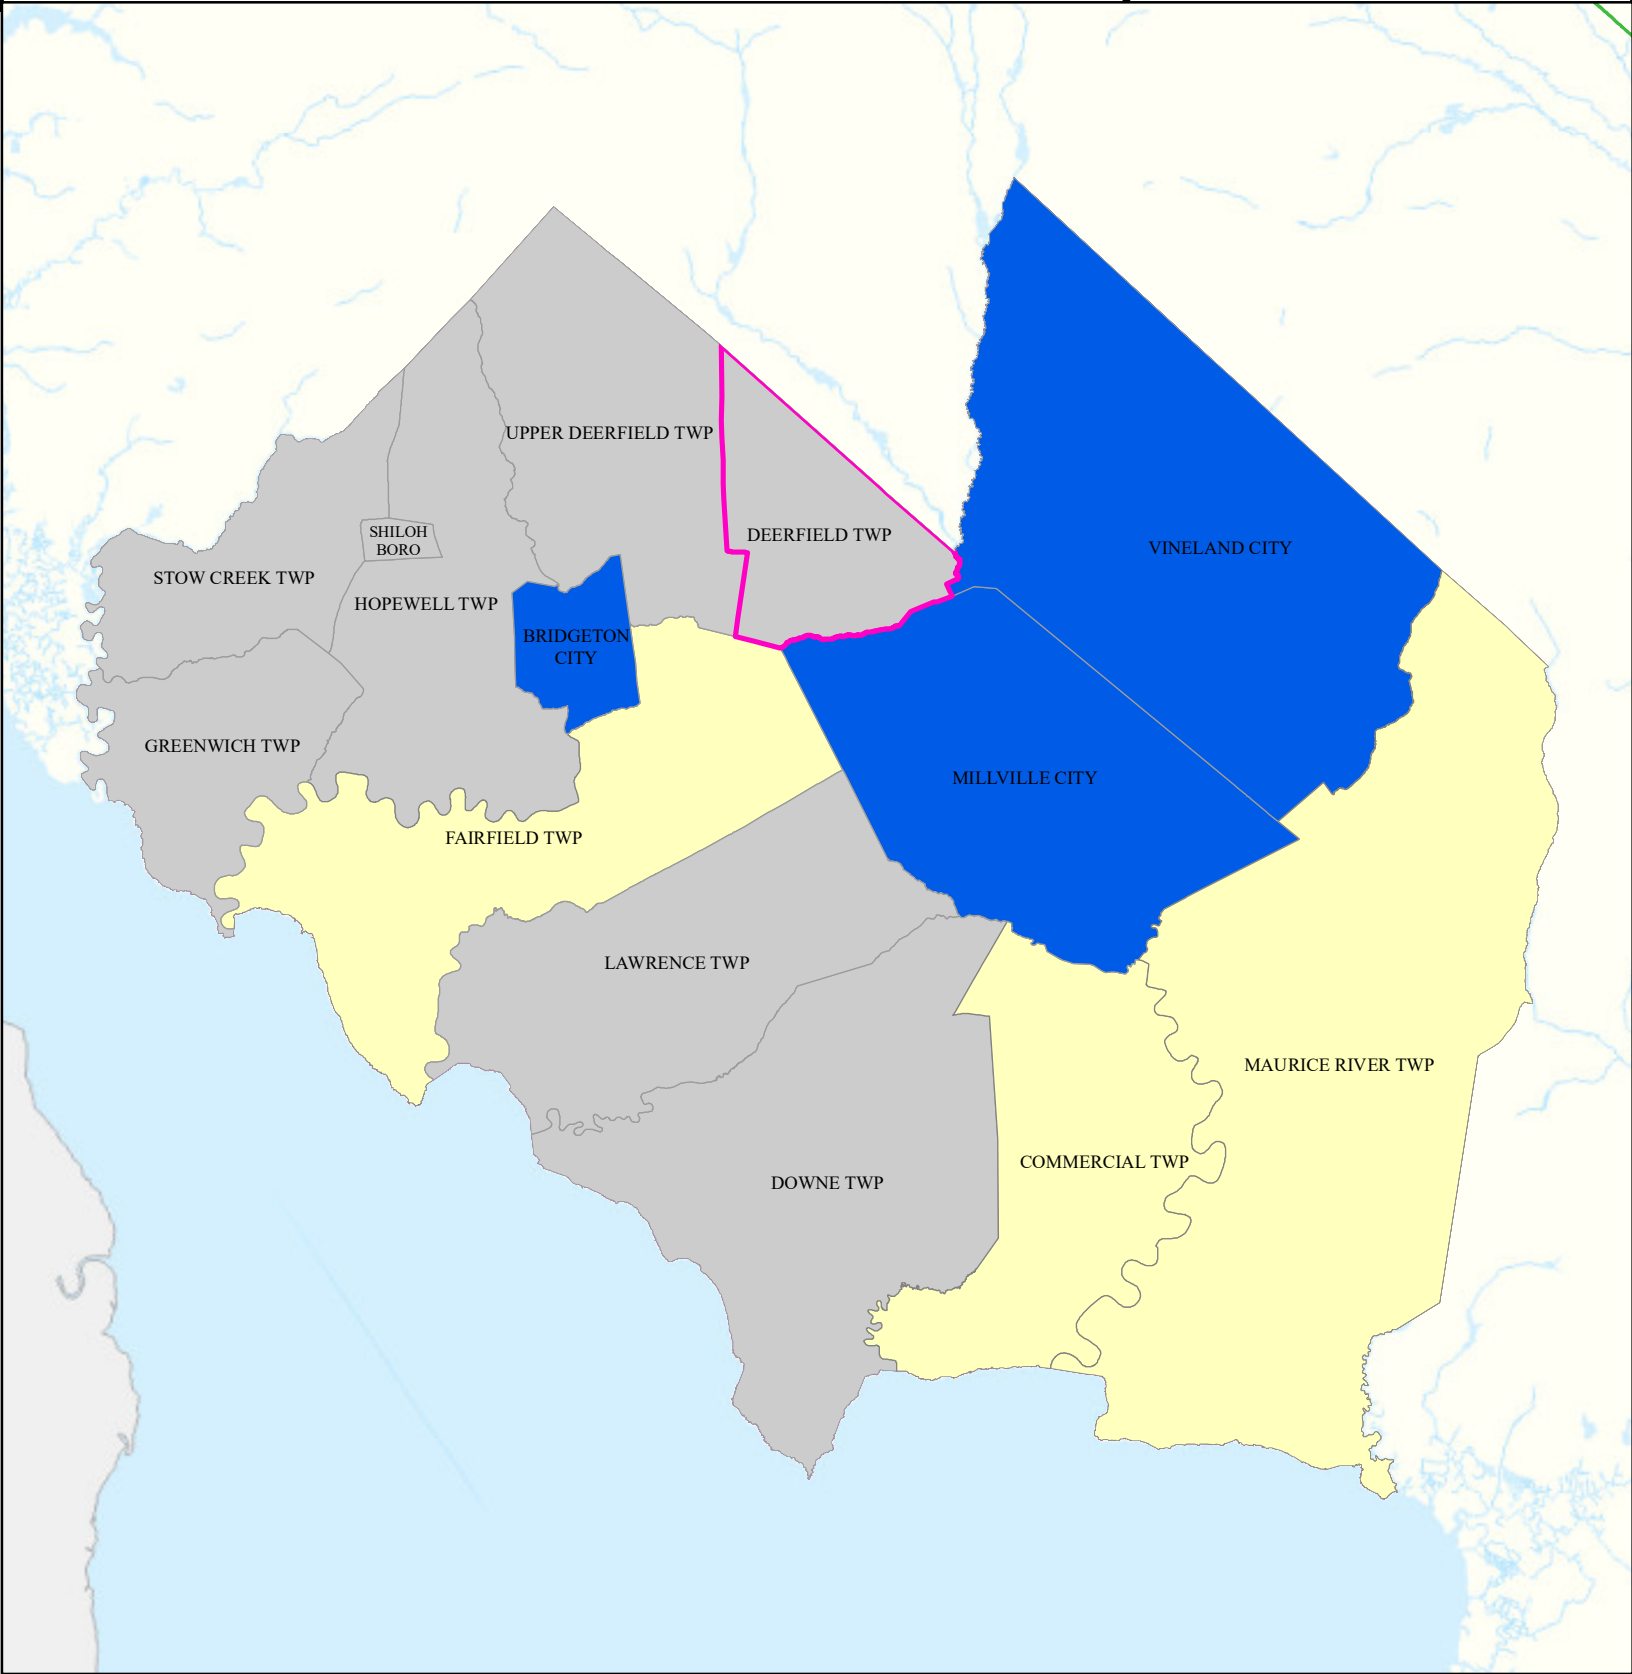 UPPER DEERFIELD TWP
DEERFIELD TWP
SHILOH
BORO
VINELAND CITY
STOW CREEK TWP
HOPEWELL TWP
BRIDGETON
CITY
GREENWICH TWP
MILLVILLE CITY
FAIRFIELD TWP
LAWRENCE TWP
MAURICE RIVER TWP
COMMERCIAL TWP
DOWNE TWP